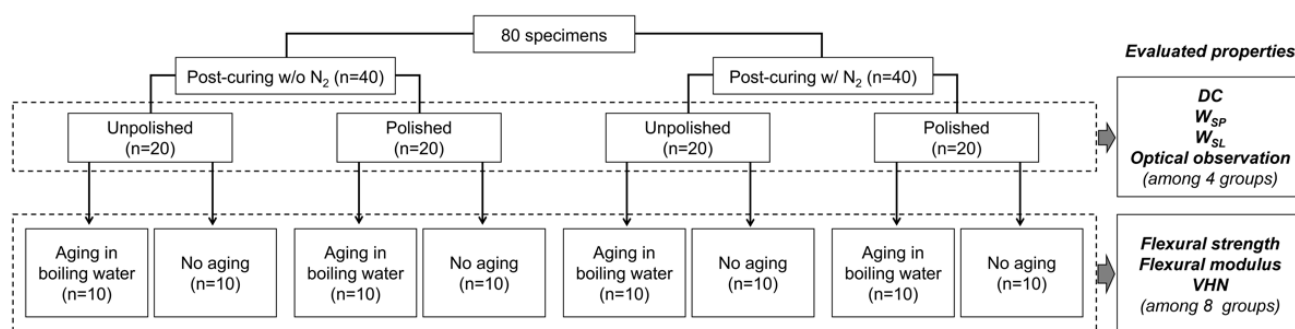 80 specimens
Evaluated properties
Post-curing w/o N₂ (n=40)
Post-curing w/ N₂ (n=40)
Unpolished
(n=20)
Polished
(n=20)
Unpolished
(n=20)
Polished
(n=20)
DC
W_SP
W_SL
Optical observation
(among 4 groups)
Aging in
boiling water
(n=10)
No aging
(n=10)
Aging in
boiling water
(n=10)
No aging
(n=10)
Aging in
boiling water
(n=10)
No aging
(n=10)
Aging in
boiling water
(n=10)
No aging
(n=10)
Flexural strength
Flexural modulus
VHN
(among 8 groups)